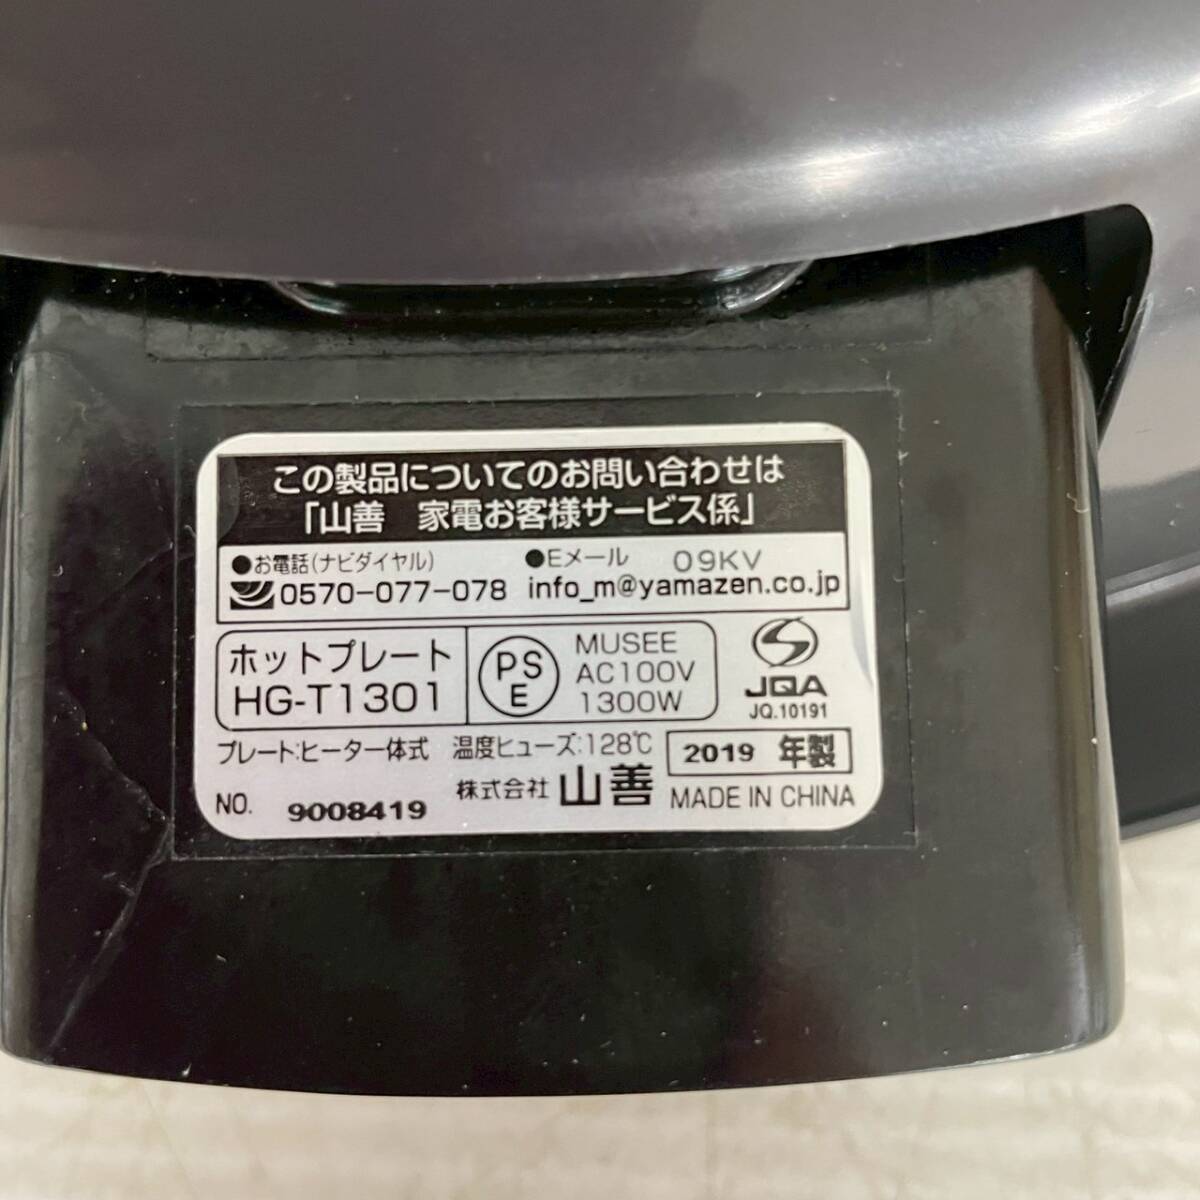 この製品についてのお問い合わせは
「山善 家電お客様サービス係」
●お電話(ナビダイヤル)
0570-077-078
●Eメール 09KV
info_m@yamazen.co.jp
ホットプレート
HG-T1301
PS
E
MUSEE
AC100V
1300W
JQA
JQ.10191
プレート:ヒーター一体式 温度ヒューズ:128℃
2019 年製
NO. 9008419
株式会社 山善
MADE IN CHINA